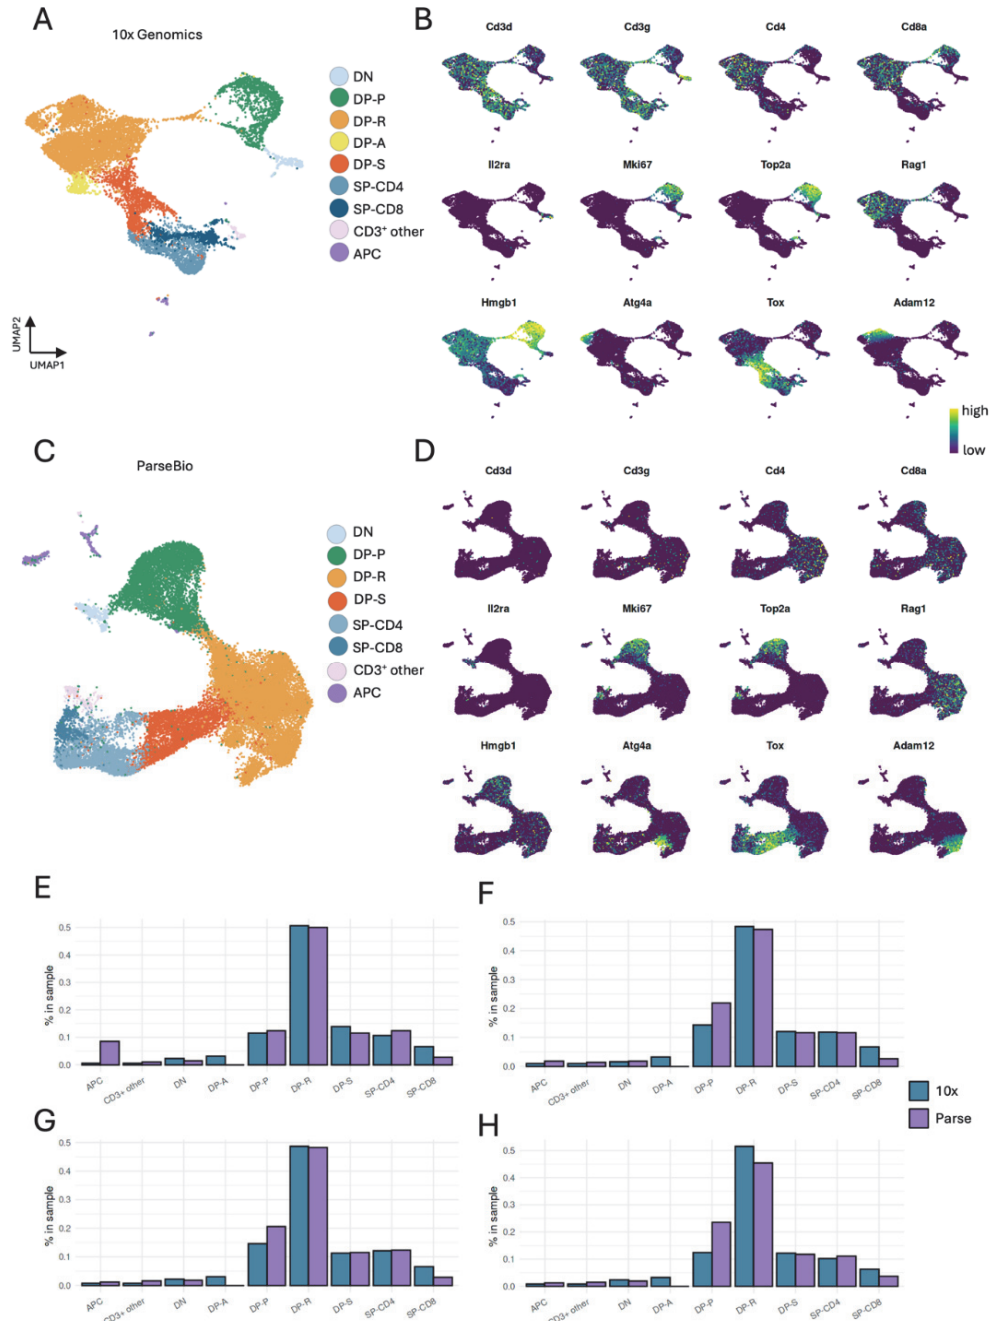 A
10x Genomics
DN
DP-P
DP-R
DP-A
DP-S
SP-CD4
SP-CD8
CD3⁺ other
APC
UMAP2
UMAP1
B
Cd3d Cd3g Cd4 Cd8a
Il2ra Mki67 Top2a Rag1
Hmgb1 Atg4a Tox Adam12
high
low
C
ParseBio
DN
DP-P
DP-R
DP-S
SP-CD4
SP-CD8
CD3⁺ other
APC
D
Cd3d Cd3g Cd4 Cd8a
Il2ra Mki67 Top2a Rag1
Hmgb1 Atg4a Tox Adam12
E
% in sample
0.5
0.4
0.3
0.2
0.1
0.0
APC CD3+ other DN DP-A DP-P DP-R DP-S SP-CD4 SP-CD8
F
% in sample
0.5
0.4
0.3
0.2
0.1
0.0
APC CD3+ other DN DP-A DP-P DP-R DP-S SP-CD4 SP-CD8
10x
Parse
G
% in sample
0.5
0.4
0.3
0.2
0.1
0.0
APC CD3+ other DN DP-A DP-P DP-R DP-S SP-CD4 SP-CD8
H
% in sample
0.5
0.4
0.3
0.2
0.1
0.0
APC CD3+ other DN DP-A DP-P DP-R DP-S SP-CD4 SP-CD8